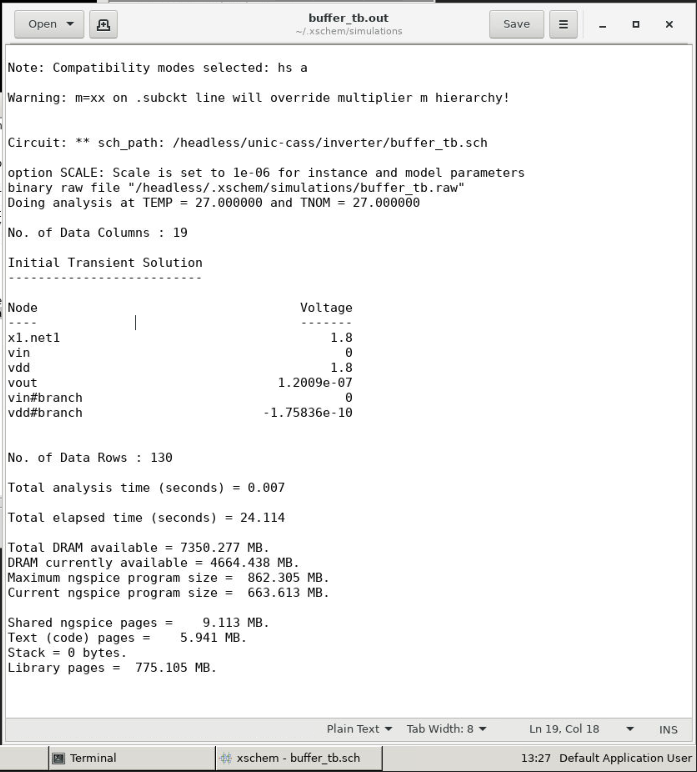 Open
buffer_tb.out
~/.xschem/simulations
Save
Note: Compatibility modes selected: hs a
Warning: m=xx on .subckt line will override multiplier m hierarchy!
Circuit: ** sch_path: /headless/unic-cass/inverter/buffer_tb.sch
option SCALE: Scale is set to 1e-06 for instance and model parameters
binary raw file "/headless/.xschem/simulations/buffer_tb.raw"
Doing analysis at TEMP = 27.000000 and TNOM = 27.000000
No. of Data Columns : 19
Initial Transient Solution
--------------------------
Node Voltage
---- -------
x1.net1 1.8
vin 0
vdd 1.8
vout 1.2009e-07
vin#branch 0
vdd#branch -1.75836e-10
No. of Data Rows : 130
Total analysis time (seconds) = 0.007
Total elapsed time (seconds) = 24.114
Total DRAM available = 7350.277 MB.
DRAM currently available = 4664.438 MB.
Maximum ngspice program size =  862.305 MB.
Current ngspice program size =  663.613 MB.
Shared ngspice pages =    9.113 MB.
Text (code) pages =    5.941 MB.
Stack = 0 bytes.
Library pages =  775.105 MB.
Plain Text Tab Width: 8 Ln 19, Col 18 INS
Terminal xschem - buffer_tb.sch 13:27 Default Application User